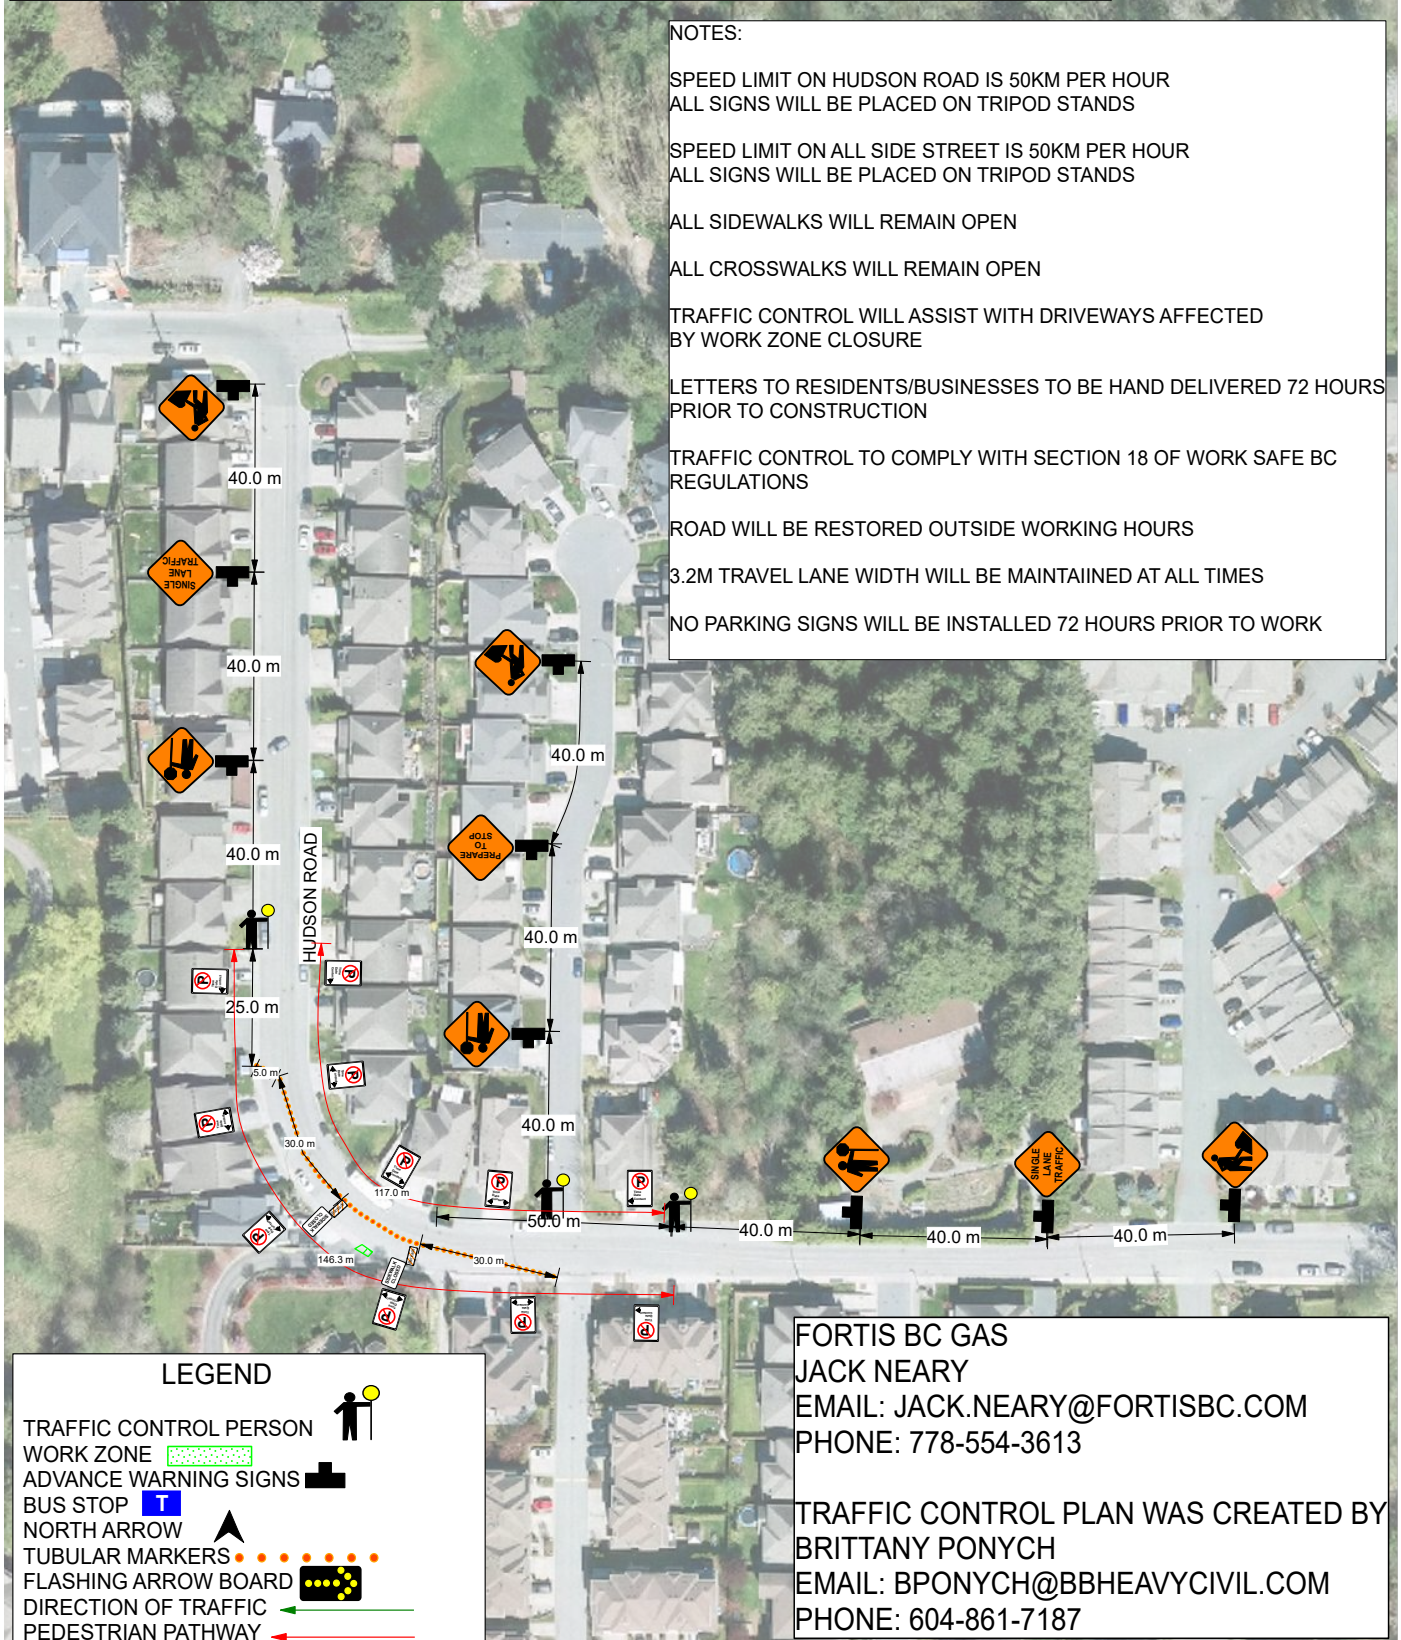 NOTES:
SPEED LIMIT ON HUDSON ROAD IS 50KM PER HOUR
ALL SIGNS WILL BE PLACED ON TRIPOD STANDS
SPEED LIMIT ON ALL SIDE STREET IS 50KM PER HOUR
ALL SIGNS WILL BE PLACED ON TRIPOD STANDS
ALL SIDEWALKS WILL REMAIN OPEN
ALL CROSSWALKS WILL REMAIN OPEN
TRAFFIC CONTROL WILL ASSIST WITH DRIVEWAYS AFFECTED
BY WORK ZONE CLOSURE
LETTERS TO RESIDENTS/BUSINESSES TO BE HAND DELIVERED 72 HOURS
PRIOR TO CONSTRUCTION
TRAFFIC CONTROL TO COMPLY WITH SECTION 18 OF WORK SAFE BC
REGULATIONS
ROAD WILL BE RESTORED OUTSIDE WORKING HOURS
3.2M TRAVEL LANE WIDTH WILL BE MAINTAIINED AT ALL TIMES
NO PARKING SIGNS WILL BE INSTALLED 72 HOURS PRIOR TO WORK
40.0 m
SINGLE
LANE
TRAFFIC
40.0 m
40.0 m
HUDSON ROAD
40.0 m
PREPARE
TO
STOP
40.0 m
P
P
25.0 m
5.0 m
P
P
30.0 m
40.0 m
P
P
P
117.0 m
50.0 m
SINGLE
LANE
TRAFFIC
40.0 m
40.0 m
40.0 m
SIDEWALK
CLOSED
P
146.3 m
SIDEWALK
CLOSED
30.0 m
P
P
P
LEGEND
TRAFFIC CONTROL PERSON
WORK ZONE
ADVANCE WARNING SIGNS
BUS STOP T
NORTH ARROW
TUBULAR MARKERS
FLASHING ARROW BOARD
DIRECTION OF TRAFFIC
PEDESTRIAN PATHWAY
FORTIS BC GAS
JACK NEARY
EMAIL: JACK.NEARY@FORTISBC.COM
PHONE: 778-554-3613
TRAFFIC CONTROL PLAN WAS CREATED BY
BRITTANY PONYCH
EMAIL: BPONYCH@BBHEAVYCIVIL.COM
PHONE: 604-861-7187